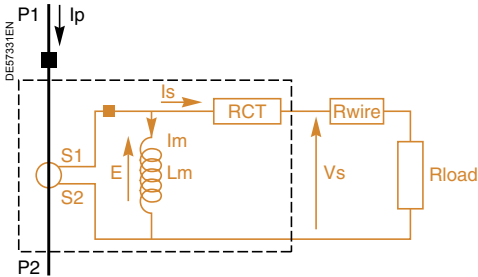 P1
Ip
DE57331EN
Is
RCT
Rwire
S1
Im
E
Lm
Vs
Rload
S2
P2